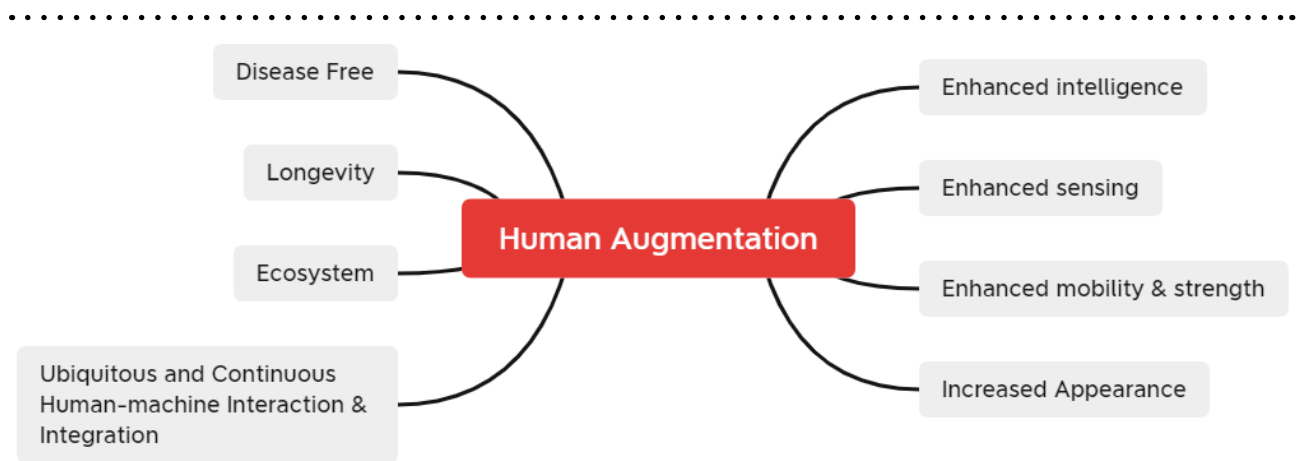 Disease Free
Longevity
Ecosystem
Ubiquitous and Continuous
Human-machine Interaction &
Integration
Human Augmentation
Enhanced intelligence
Enhanced sensing
Enhanced mobility & strength
Increased Appearance